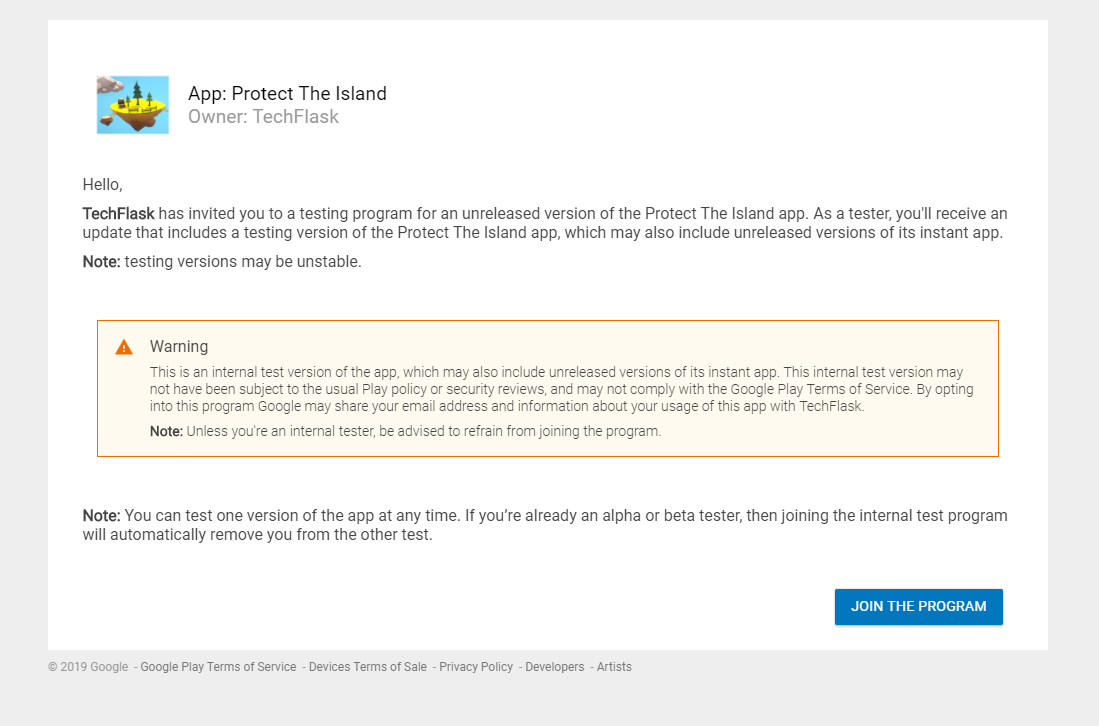 App: Protect The Island
Owner: TechFlask
Hello,
TechFlask has invited you to a testing program for an unreleased version of the Protect The Island app. As a tester, you'll receive an
update that includes a testing version of the Protect The Island app, which may also include unreleased versions of its instant app.
Note: testing versions may be unstable.
Warning
This is an internal test version of the app, which may also include unreleased versions of its instant app. This internal test version may
not have been subject to the usual Play policy or security reviews, and may not comply with the Google Play Terms of Service. By opting
into this program Google may share your email address and information about your usage of this app with TechFlask.
Note: Unless you're an internal tester, be advised to refrain from joining the program.
Note: You can test one version of the app at any time. If you’re already an alpha or beta tester, then joining the internal test program
will automatically remove you from the other test.
JOIN THE PROGRAM
© 2019 Google - Google Play Terms of Service - Devices Terms of Sale - Privacy Policy - Developers - Artists